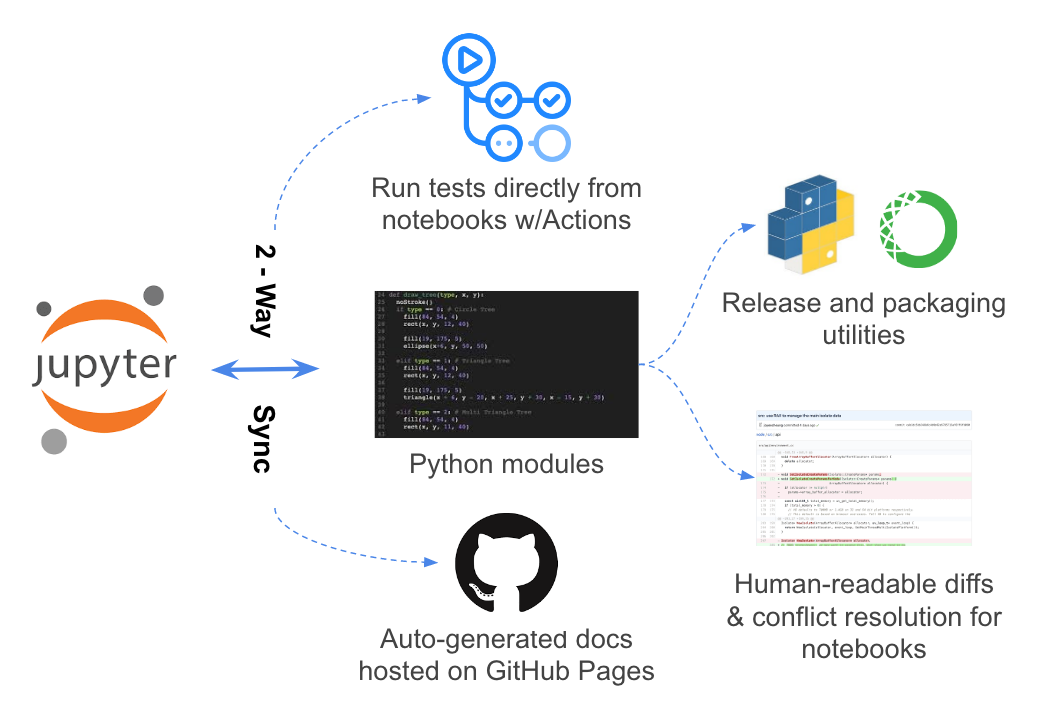 Run tests directly from
notebooks w/Actions
2 - Way
Sync
jupyter
24 def draw_tree(type, x, y):
25 noStroke()
26 if type == 0: # Circle Tree
27 fill(84, 54, 4)
28 rect(x, y, 12, 40)
29
30 fill(19, 175, 5)
31 ellipse(x+6, y, 50, 50)
32
33 elif type == 1: # Triangle Tree
34 fill(84, 54, 4)
35 rect(x, y, 12, 40)
36
37 fill(19, 175, 5)
38 triangle(x + 6, y - 20, x + 25, y + 30, x - 15, y + 30)
39
40 elif type == 2: # Multi Triangle Tree
41 fill(84, 54, 4)
42 rect(x, y, 11, 40)
43
Python modules
Release and packaging
utilities
Human-readable diffs
& conflict resolution for
notebooks
Auto-generated docs
hosted on GitHub Pages